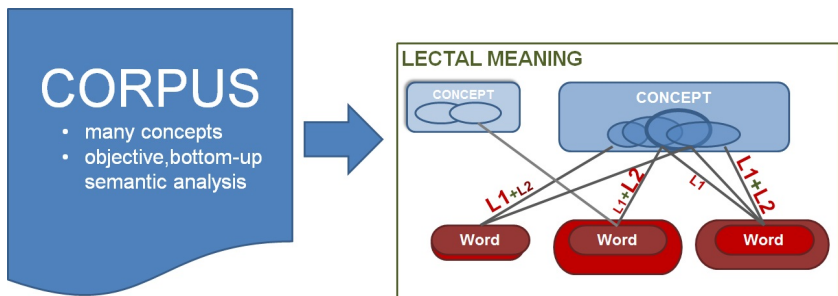 CORPUS
• many concepts
• objective,bottom-up
semantic analysis
LECTAL MEANING
CONCEPT
CONCEPT
L1+L2
L1+L2
L1
L1+L2
Word
Word
Word